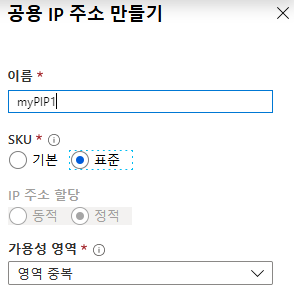 공용 IP 주소 만들기
이름 *
myPIP1
SKU *
기본 표준
IP 주소 할당
동적 정적
가용성 영역 *
영역 중복